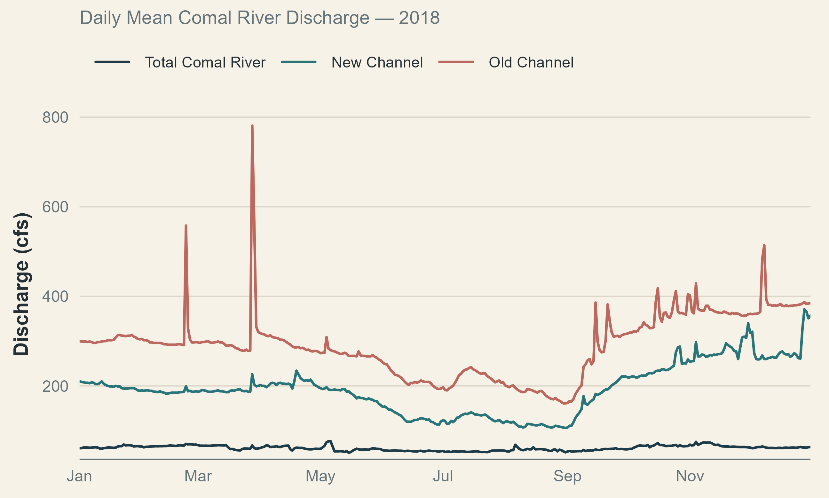 Daily Mean Comal River Discharge — 2018
Total Comal River New Channel Old Channel
Discharge (cfs)
800
600
400
200
Jan Mar May Jul Sep Nov